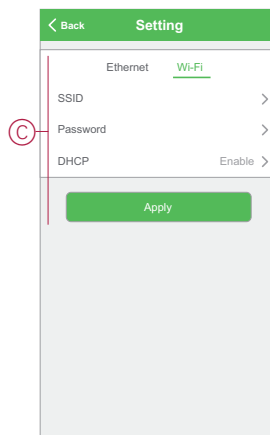 Back Setting
Ethernet Wi-Fi
SSID
Password
C
DHCP Enable
Apply